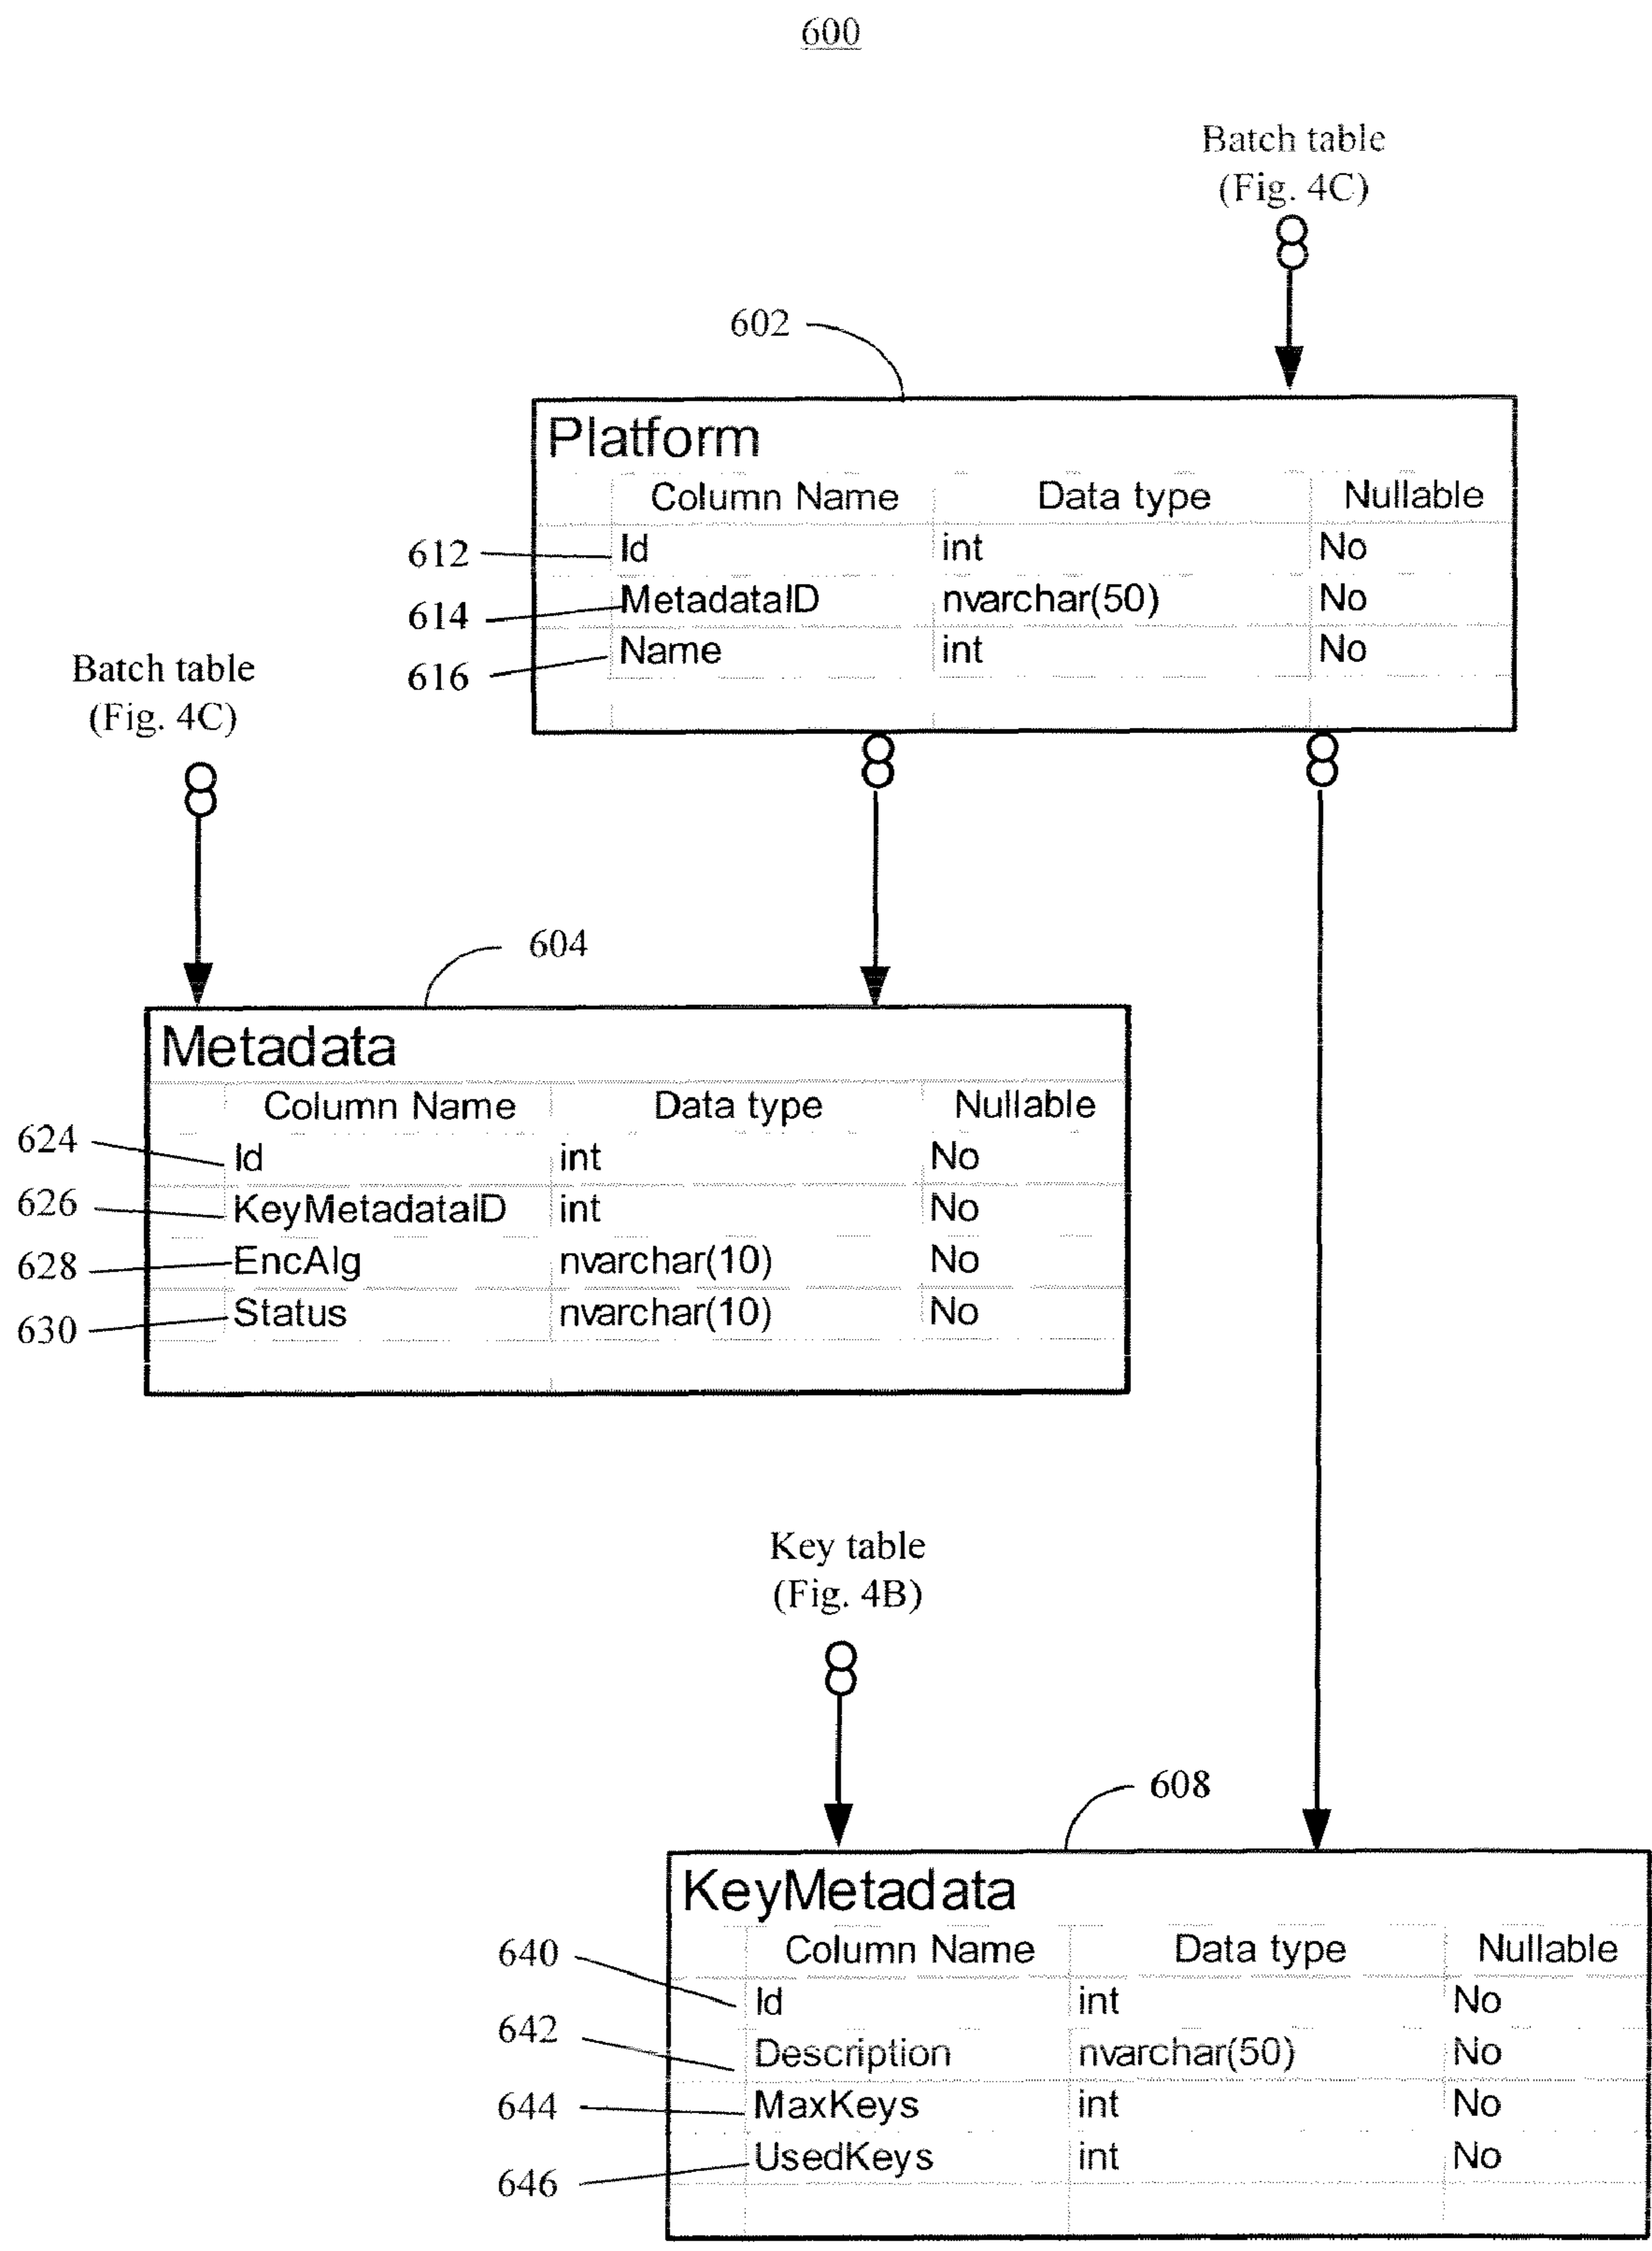 600
Batch table
(Fig. 4C)
602
Platform
Column Name Data type Nullable
612 Id int No
614 MetadataID nvarchar(50) No
616 Name int No
Batch table
(Fig. 4C)
604
Metadata
Column Name Data type Nullable
624 Id int No
626 KeyMetadataID int No
628 EncAlg nvarchar(10) No
630 Status nvarchar(10) No
Key table
(Fig. 4B)
608
KeyMetadata
Column Name Data type Nullable
640 Id int No
642 Description nvarchar(50) No
644 MaxKeys int No
646 UsedKeys int No